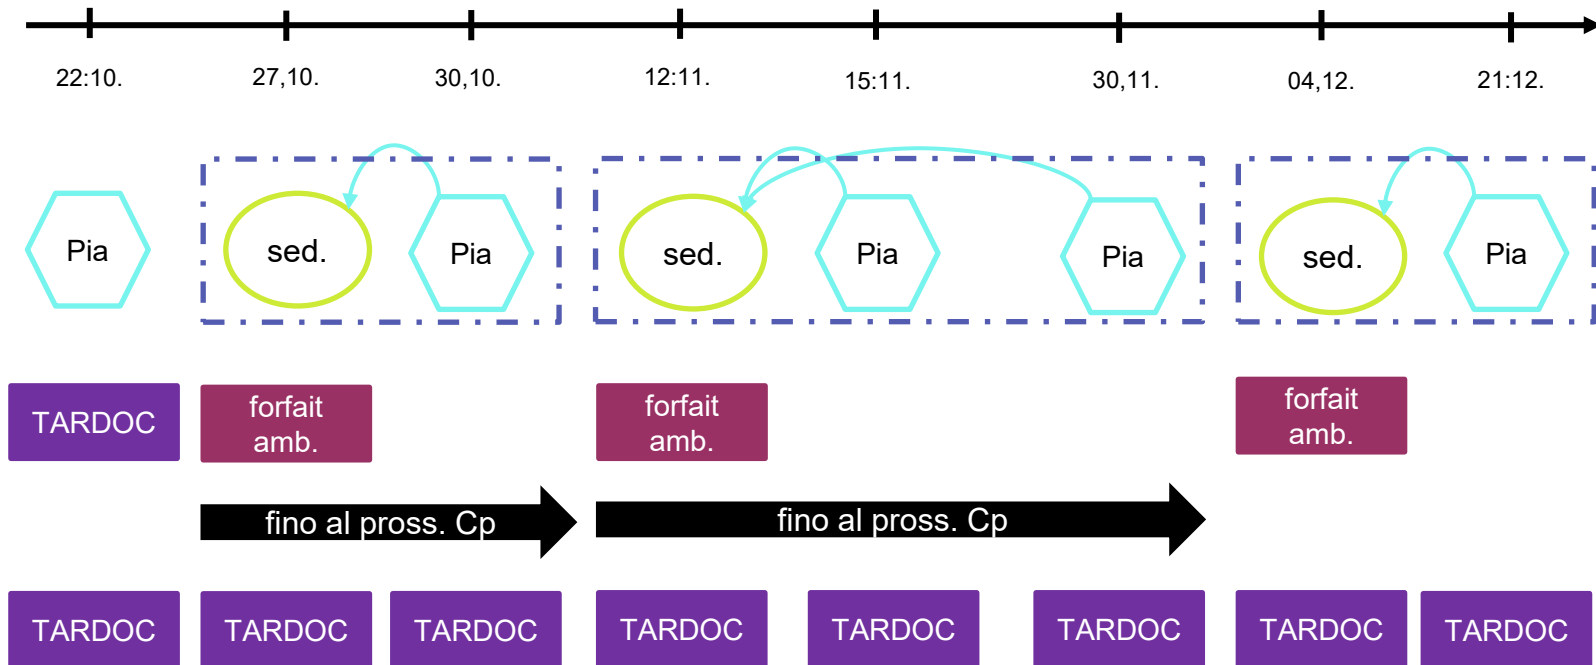 22:10.
27,10.
30,10.
12:11.
15:11.
30,11.
04,12.
21:12.
Pia
sed.
Pia
sed.
Pia
Pia
sed.
Pia
TARDOC
forfait
amb.
forfait
amb.
forfait
amb.
fino al pross. Cp
fino al pross. Cp
TARDOC
TARDOC
TARDOC
TARDOC
TARDOC
TARDOC
TARDOC
TARDOC